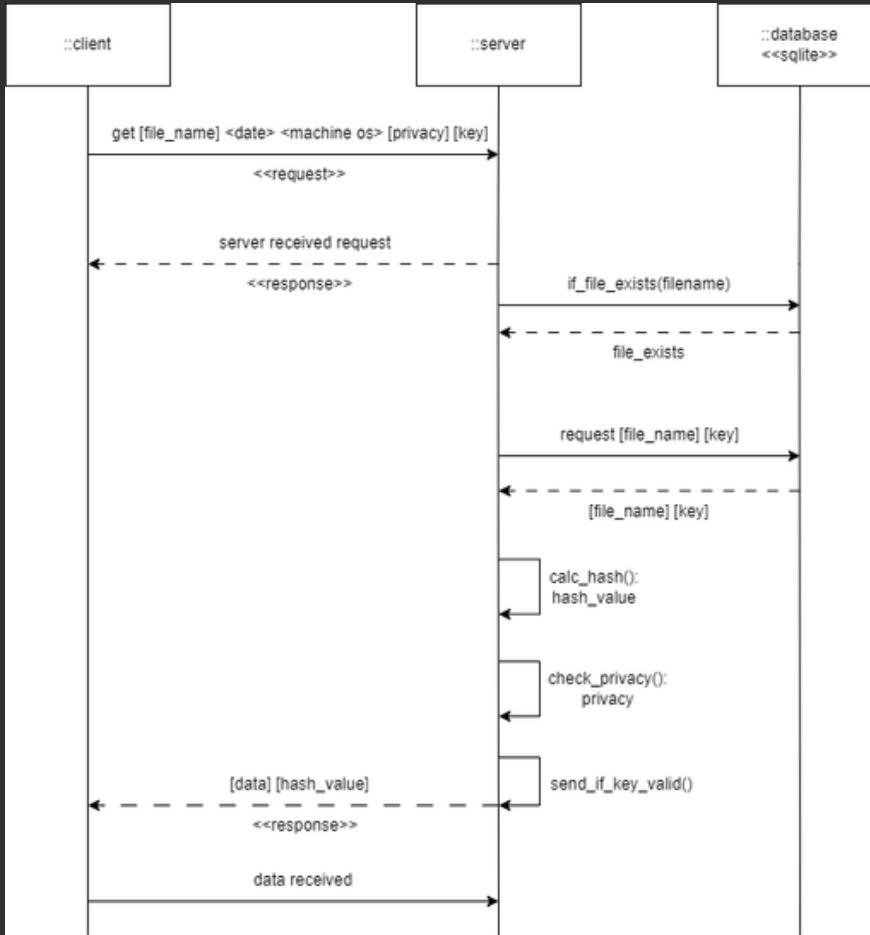 ::client
::server
::database
<<sqlite>>
get [file_name] <date> <machine os> [privacy] [key]
<<request>>
server received request
<<response>>
if_file_exists(filename)
file_exists
request [file_name] [key]
[file_name] [key]
calc_hash():
hash_value
check_privacy():
privacy
[data] [hash_value]
send_if_key_valid()
<<response>>
data received